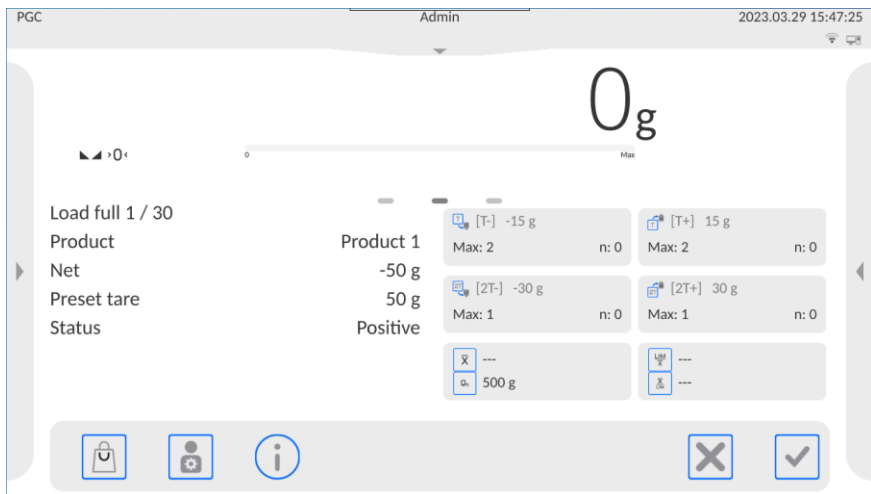 PGC Admin 2023.03.29 15:47:25
0g
>0< 0 Max
Load full 1 / 30
Product Product 1
Net -50 g
Preset tare 50 g
Status Positive
[T-] -15 g
Max: 2 n: 0
[T+] 15 g
Max: 2 n: 0
[2T-] -30 g
Max: 1 n: 0
[2T+] 30 g
Max: 1 n: 0
x̅ ---
500 g
---
---